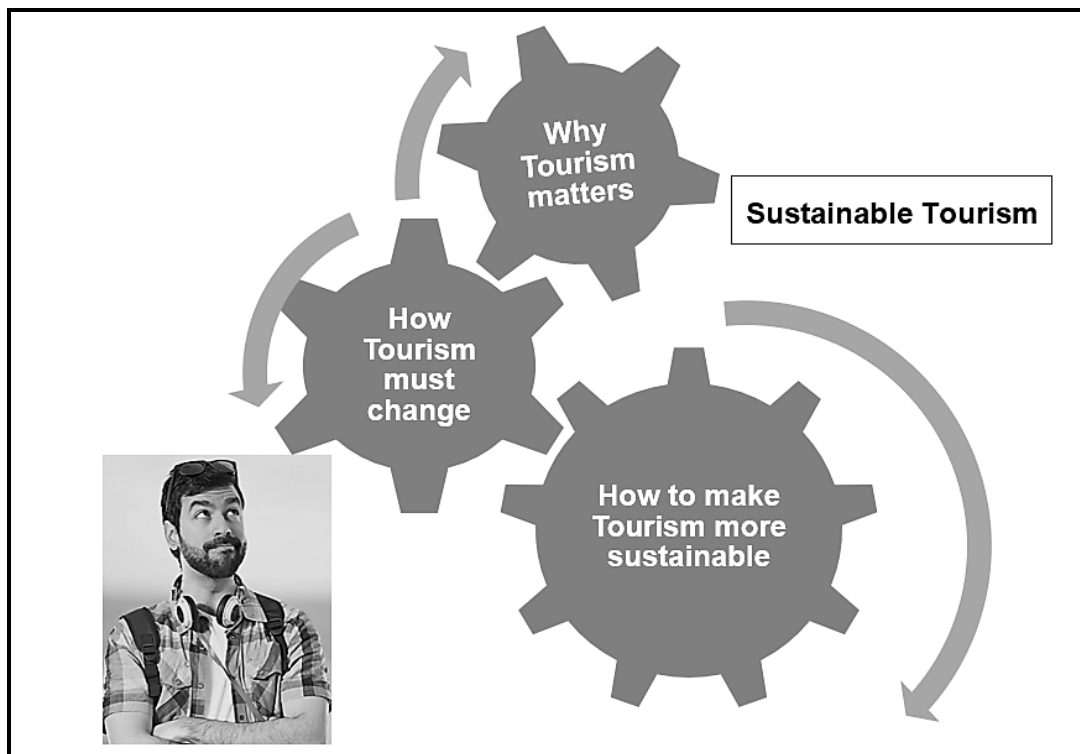 Why
Tourism
matters
Sustainable Tourism
How
Tourism
must
change
How to make
Tourism more
sustainable